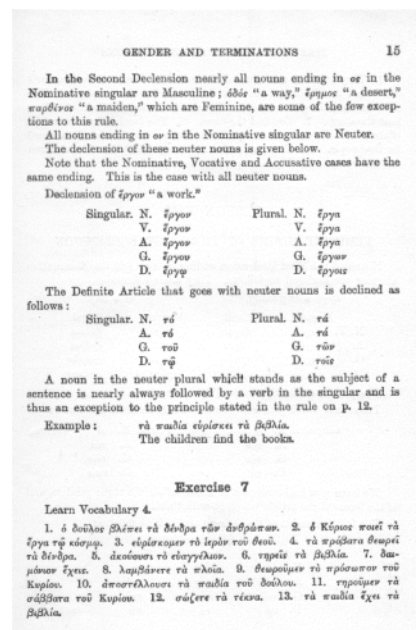 GENDER AND TERMINATIONS 15
In the Second Declension nearly all nouns ending in ος in the
Nominative singular are Masculine; ὁδός "a way," ἔρημος "a desert,"
παρθένος "a maiden," which are Feminine, are some of the few excep-
tions to this rule.
All nouns ending in ον in the Nominative singular are Neuter.
The declension of these neuter nouns is given below.
Note that the Nominative, Vocative and Accusative cases have the
same ending. This is the case with all neuter nouns.
Declension of ἔργον "a work."
Singular. N. ἔργον Plural. N. ἔργα
V. ἔργον V. ἔργα
A. ἔργον A. ἔργα
G. ἔργου G. ἔργων
D. ἔργῳ D. ἔργοις
The Definite Article that goes with neuter nouns is declined as
follows:
Singular. N. τό Plural. N. τά
A. τό A. τά
G. τοῦ G. τῶν
D. τῷ D. τοῖς
A noun in the neuter plural which stands as the subject of a
sentence is nearly always followed by a verb in the singular and is
thus an exception to the principle stated in the rule on p. 12.
Example: τὰ παιδία εὑρίσκει τὰ βιβλία.
The children find the books.
Exercise 7
Learn Vocabulary 4.
1. ὁ δοῦλος βλέπει τὰ δένδρα τῶν ἀνθρώπων. 2. ὁ Κύριος ποιεῖ τὰ
ἔργα τῷ κόσμῳ. 3. εὑρίσκομεν τὸ ἱερὸν τοῦ Θεοῦ. 4. τὰ πρόβατα θεωρεῖ
τὰ δένδρα. 5. ἀκούουσι τὸ εὐαγγέλιον. 6. τηρεῖς τὰ βιβλία. 7. δαι-
μόνιον ἔχεις. 8. λαμβάνετε τὰ πλοῖα. 9. θεωροῦμεν τὸ πρόσωπον τοῦ
Κυρίου. 10. ἀποστέλλουσι τὰ παιδία τοῦ δούλου. 11. τηροῦμεν τὰ
σάββατα τοῦ Κυρίου. 12. σώζετε τὰ τέκνα. 13. τὰ παιδία ἔχει τὰ
βιβλία.